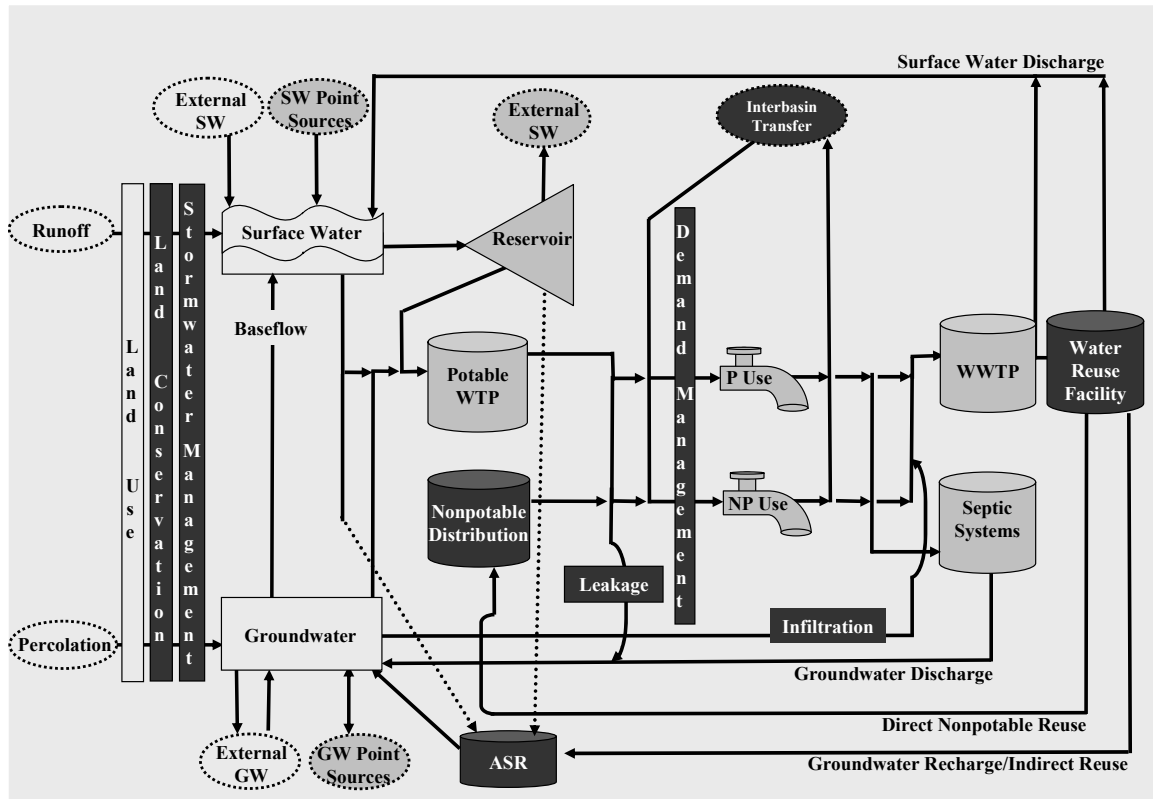 Surface Water Discharge
External
SW
SW Point
Sources
External
SW
Interbasin
Transfer
Runoff
Surface Water
Reservoir
Land Use
Land Conservation
Stormwater Management
Demand Management
Baseflow
Potable
WTP
P Use
WWTP
Water
Reuse
Facility
Nonpotable
Distribution
NP Use
Septic
Systems
Leakage
Percolation
Groundwater
Infiltration
Groundwater Discharge
External
GW
GW Point
Sources
ASR
Direct Nonpotable Reuse
Groundwater Recharge/Indirect Reuse